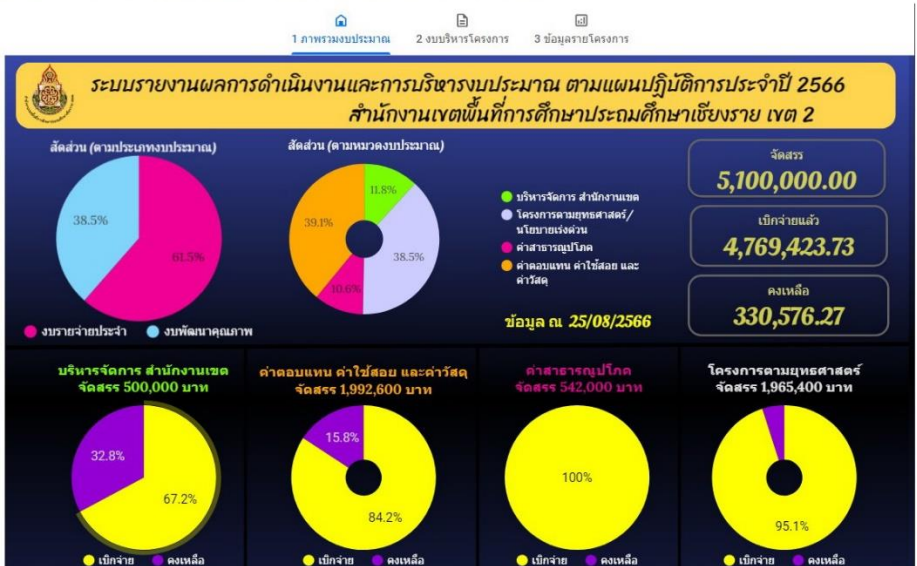 1 ภาพรวมงบประมาณ
2 งบบริหารโครงการ
3 ข้อมูลรายโครงการ
ระบบรายงานผลการดำเนินงานและการบริหารงบประมาณ ตามแผนปฏิบัติการประจำปี 2566
สำนักงานเขตพื้นที่การศึกษาประถมศึกษาเชียงราย เขต 2
สัดส่วน (ตามประเภทงบประมาณ)
38.5%
61.5%
งบรายจ่ายประจำ
งบพัฒนาคุณภาพ
สัดส่วน (ตามหมวดงบประมาณ)
11.8%
39.1%
38.5%
10.6%
บริหารจัดการ สำนักงานเขต
โครงการตามยุทธศาสตร์/
นโยบายเร่งด่วน
ค่าสาธารณูปโภค
ค่าตอบแทน ค่าใช้สอย และ
ค่าวัสดุ
ข้อมูล ณ 25/08/2566
จัดสรร
5,100,000.00
เบิกจ่ายแล้ว
4,769,423.73
คงเหลือ
330,576.27
บริหารจัดการ สำนักงานเขต
จัดสรร 500,000 บาท
32.8%
67.2%
เบิกจ่าย
คงเหลือ
ค่าตอบแทน ค่าใช้สอย และค่าวัสดุ
จัดสรร 1,992,600 บาท
15.8%
84.2%
เบิกจ่าย
คงเหลือ
ค่าสาธารณูปโภค
จัดสรร 542,000 บาท
100%
เบิกจ่าย
คงเหลือ
โครงการตามยุทธศาสตร์
จัดสรร 1,965,400 บาท
95.1%
เบิกจ่าย
คงเหลือ